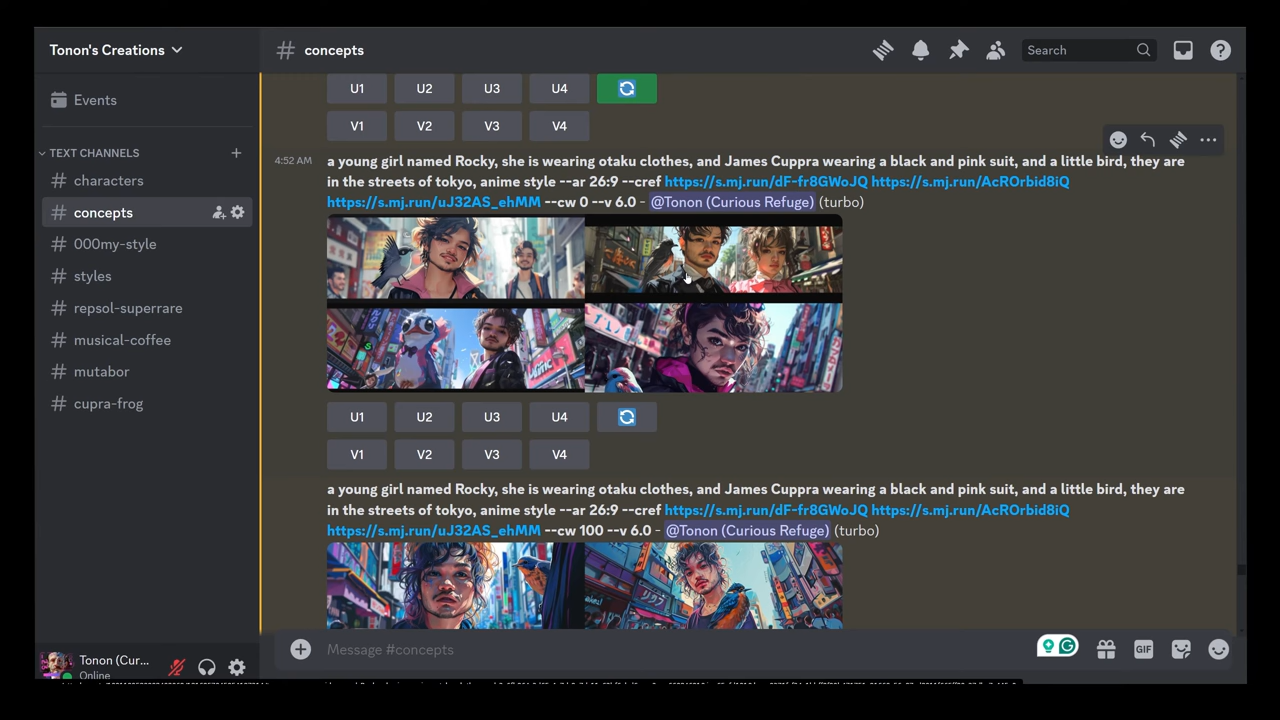 Tonon's Creations
# concepts
Search
Events
TEXT CHANNELS
# characters
# concepts
# 000my-style
# styles
# repsol-superrare
# musical-coffee
# mutabor
# cupra-frog
U1 U2 U3 U4
V1 V2 V3 V4
4:52 AM
a young girl named Rocky, she is wearing otaku clothes, and James Cuppra wearing a black and pink suit, and a little bird, they are
in the streets of tokyo, anime style --ar 26:9 --cref https://s.mj.run/dF-fr8GWoJQ https://s.mj.run/AcROrbid8iQ
https://s.mj.run/uJ32AS_ehMM --cw 0 --v 6.0 - @Tonon (Curious Refuge) (turbo)
U1 U2 U3 U4
V1 V2 V3 V4
a young girl named Rocky, she is wearing otaku clothes, and James Cuppra wearing a black and pink suit, and a little bird, they are
in the streets of tokyo, anime style --ar 26:9 --cref https://s.mj.run/dF-fr8GWoJQ https://s.mj.run/AcROrbid8iQ
https://s.mj.run/uJ32AS_ehMM --cw 100 --v 6.0 - @Tonon (Curious Refuge) (turbo)
Tonon (Cur...
Online
Message #concepts
GIF